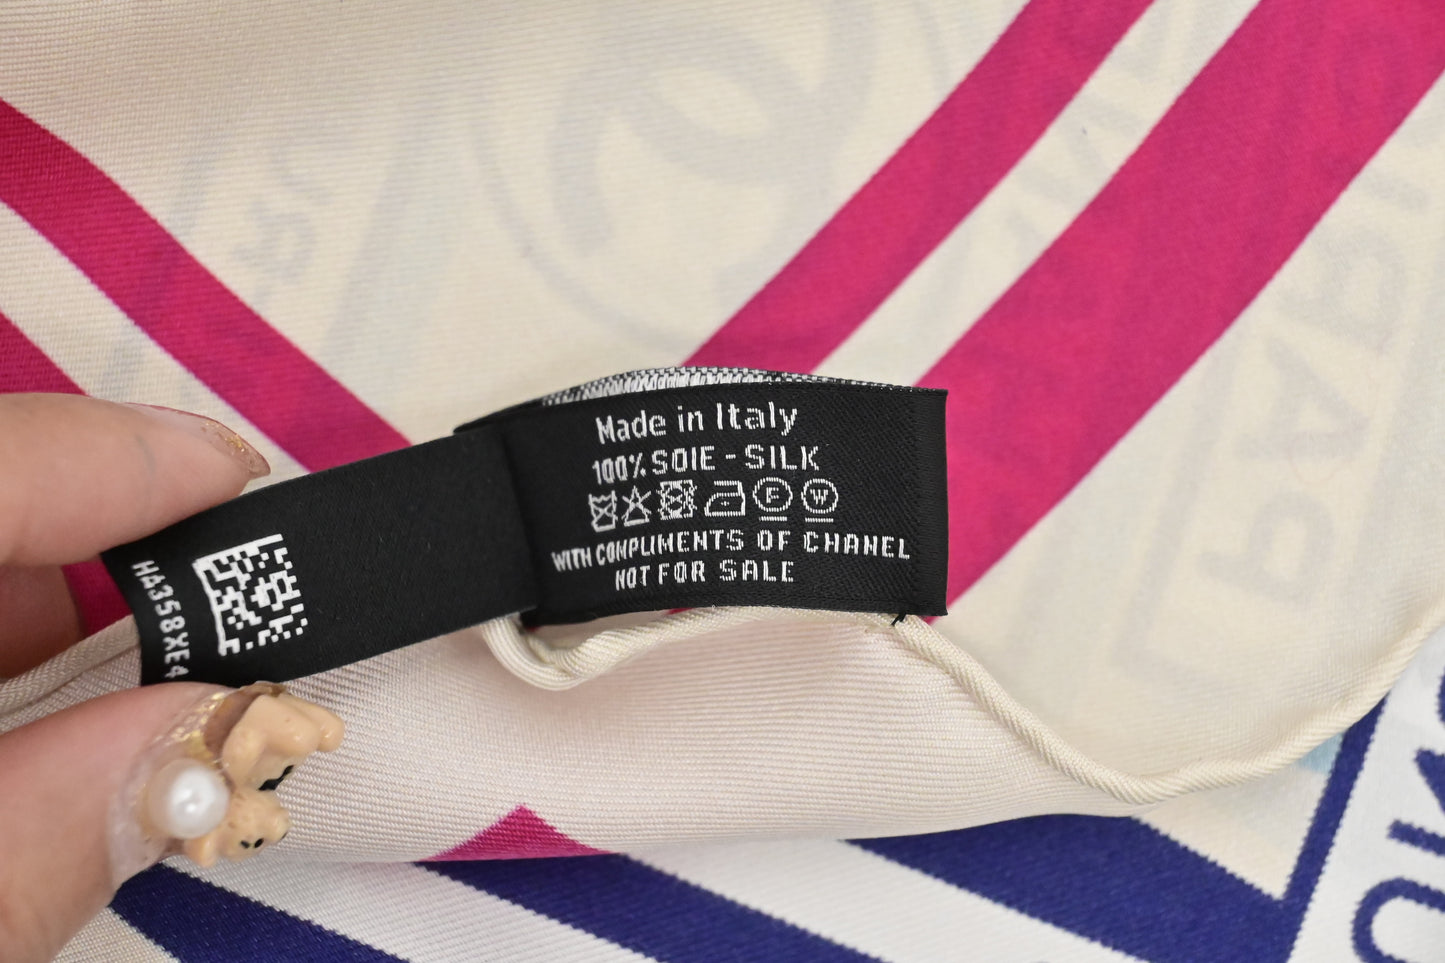 Made in Italy
100% SOIE - SILK
F W
WITH COMPLIMENTS OF CHANEL
NOT FOR SALE
HA358XE4